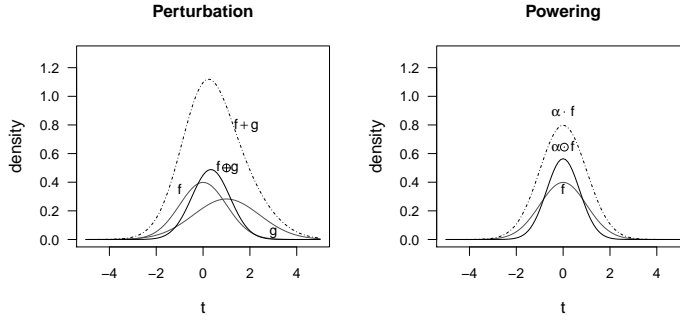 Perturbation
density
1.2
1.0
0.8
0.6
0.4
0.2
0.0
f + g
f⊕g
f
g
−4 −2 0 2 4
t
Powering
density
1.2
1.0
0.8
0.6
0.4
0.2
0.0
α · f
α⊙f
f
−4 −2 0 2 4
t